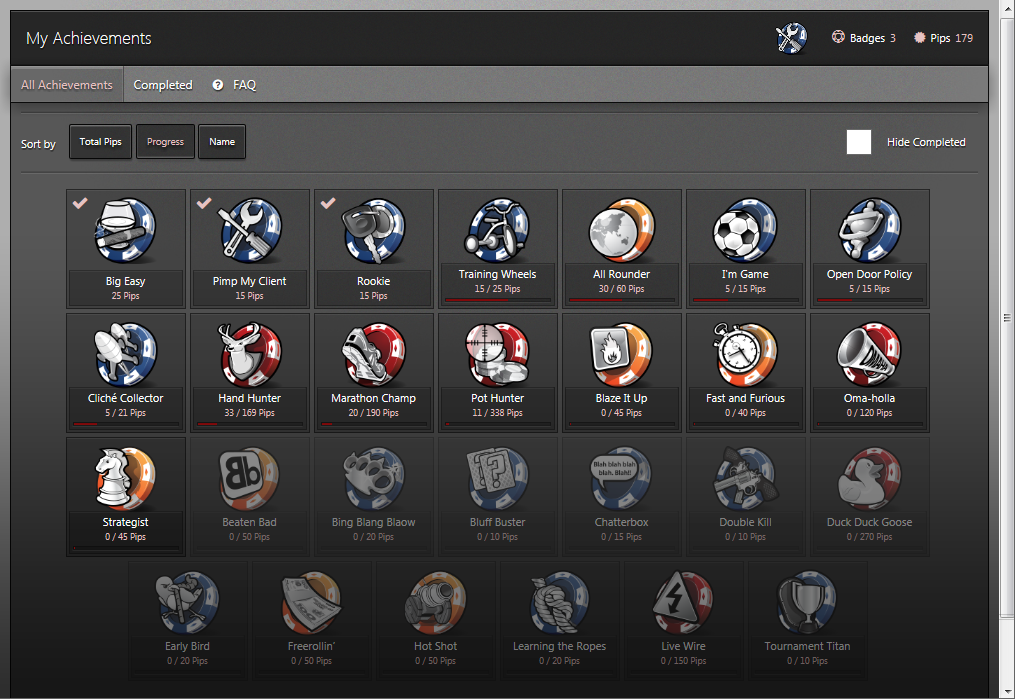 My Achievements
Badges 3
Pips 179
All Achievements
Completed
? FAQ
Sort by
Total Pips
Progress
Name
Hide Completed
Big Easy
25 Pips
Pimp My Client
15 Pips
Rookie
15 Pips
Training Wheels
15 / 25 Pips
All Rounder
30 / 60 Pips
I'm Game
5 / 15 Pips
Open Door Policy
5 / 15 Pips
Cliché Collector
5 / 21 Pips
Hand Hunter
33 / 169 Pips
Marathon Champ
20 / 190 Pips
Pot Hunter
11 / 338 Pips
Blaze It Up
0 / 45 Pips
Fast and Furious
0 / 40 Pips
Oma-holla
0 / 120 Pips
Strategist
0 / 45 Pips
Bb
Beaten Bad
0 / 50 Pips
Bing Blang Blaow
0 / 20 Pips
?
Bluff Buster
0 / 10 Pips
Blah blah blah
blah. Blah!
Chatterbox
0 / 15 Pips
Double Kill
0 / 10 Pips
Duck Duck Goose
0 / 270 Pips
Early Bird
0 / 20 Pips
Freerollin'
0 / 50 Pips
Hot Shot
0 / 50 Pips
Learning the Ropes
0 / 20 Pips
Live Wire
0 / 150 Pips
Tournament Titan
0 / 10 Pips